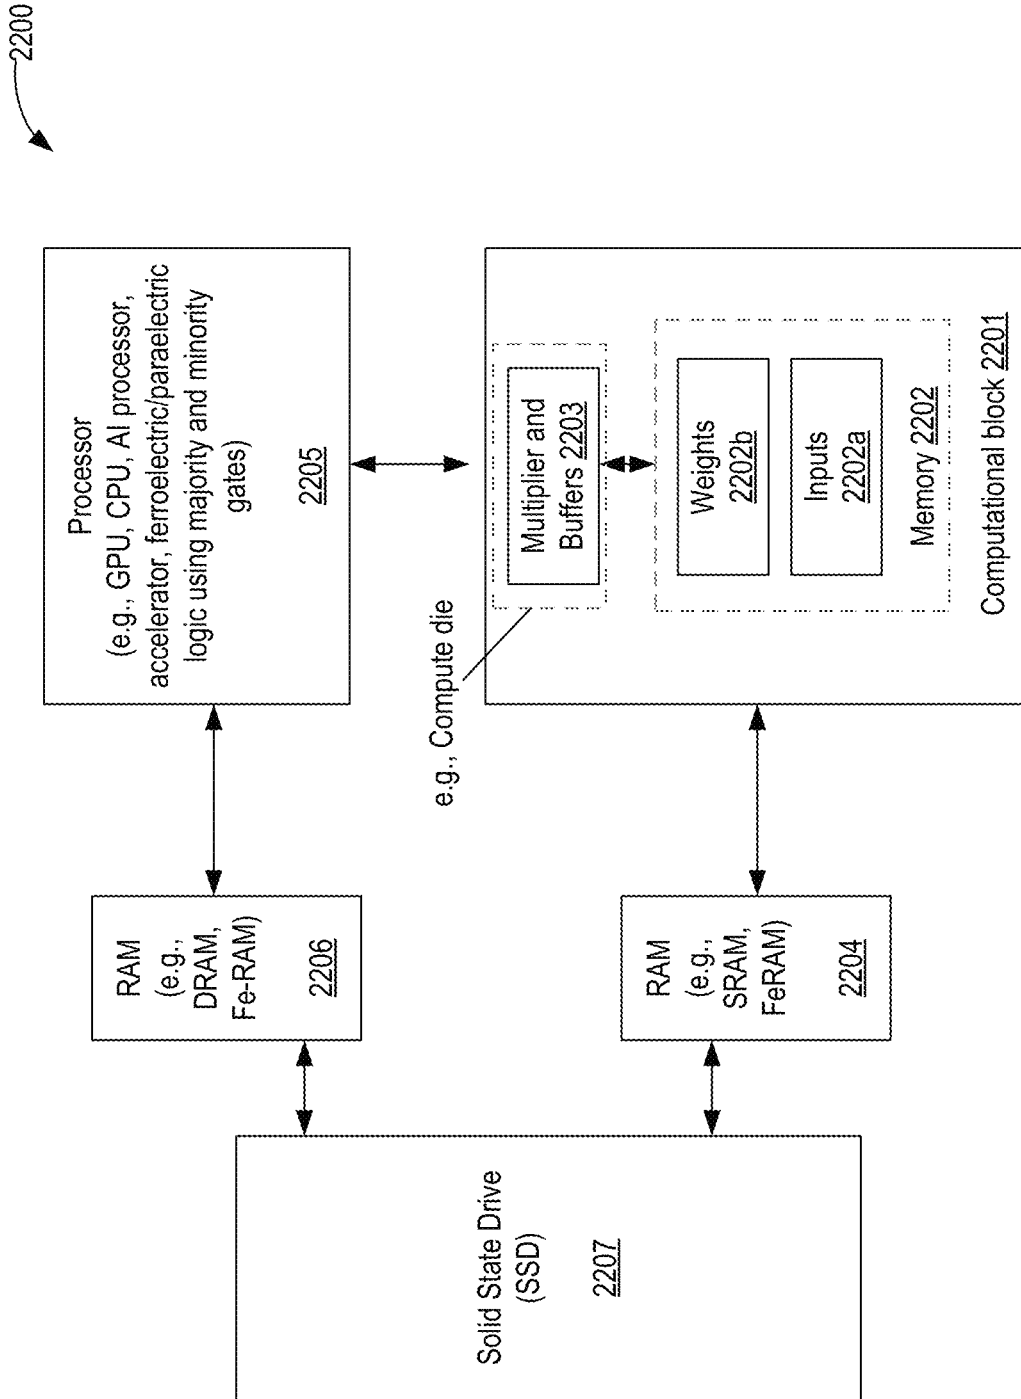 2200
Processor
(e.g., GPU, CPU, AI processor,
accelerator, ferroelectric/paraelectric
logic using majority and minority
gates)
2205
RAM
(e.g.,
DRAM,
Fe-RAM)
2206
e.g., Compute die
Multiplier and
Buffers 2203
Weights
2202b
Inputs
2202a
Memory 2202
Computational block 2201
RAM
(e.g.,
SRAM,
FeRAM)
2204
Solid State Drive
(SSD)
2207